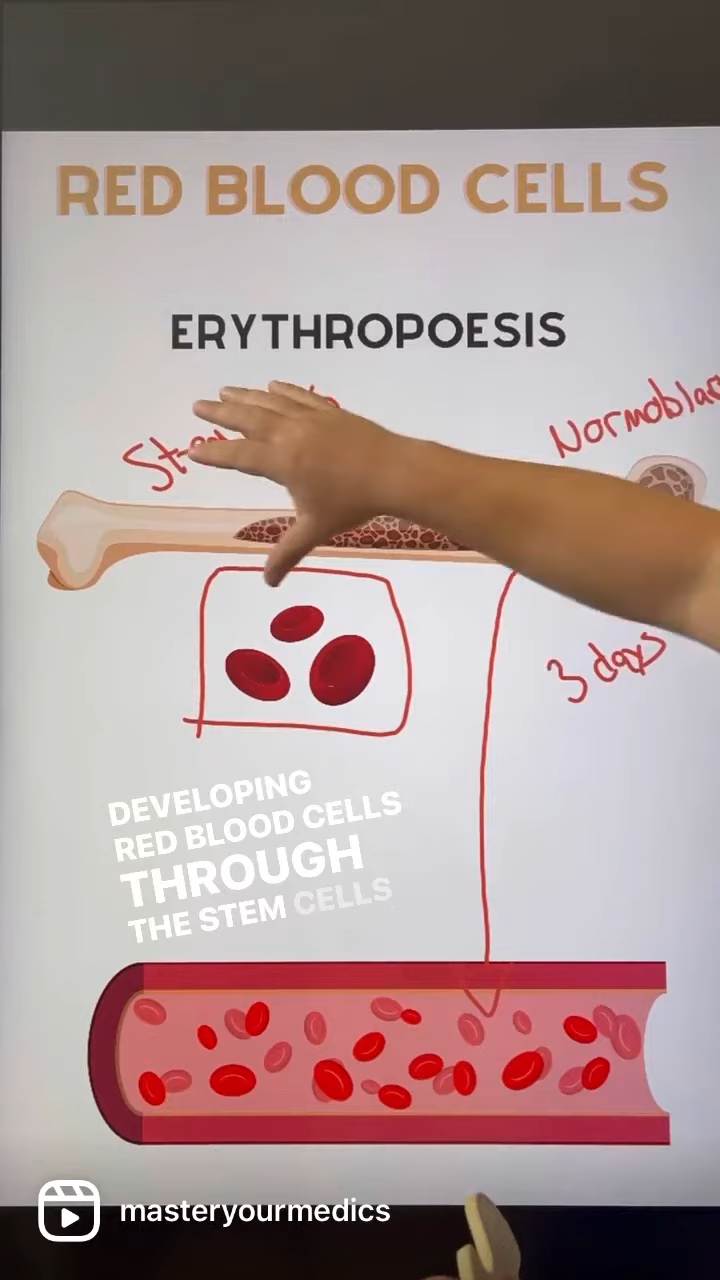 RED BLOOD CELLS
ERYTHROPOESIS
3 days
DEVELOPING
RED BLOOD CELLS
THROUGH
THE STEM CELLS
masteryourmedics